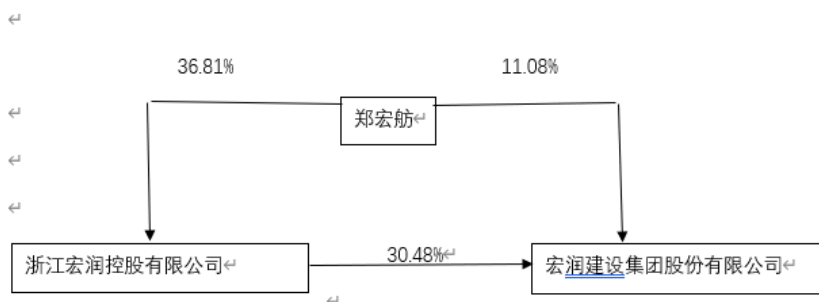 36.81%
11.08%
郑宏舫
30.48%
浙江宏润控股有限公司
宏润建设集团股份有限公司